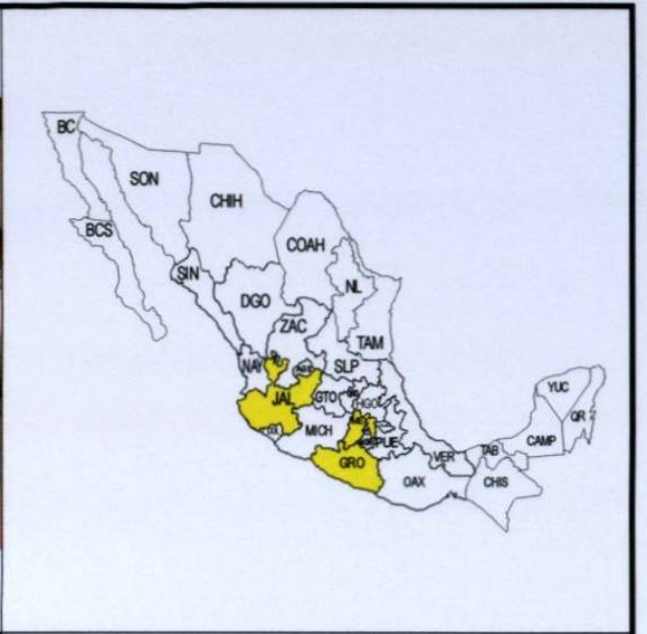 BC
SON
CHIH
BCS
COAH
SIN
NL
DGO
ZAC
TAM
NAY
SLP
JAL
GTO
HGO
YUC
QR
MICH
PUE
CAMP
VER
TAB
GRO
OAX
CHIS